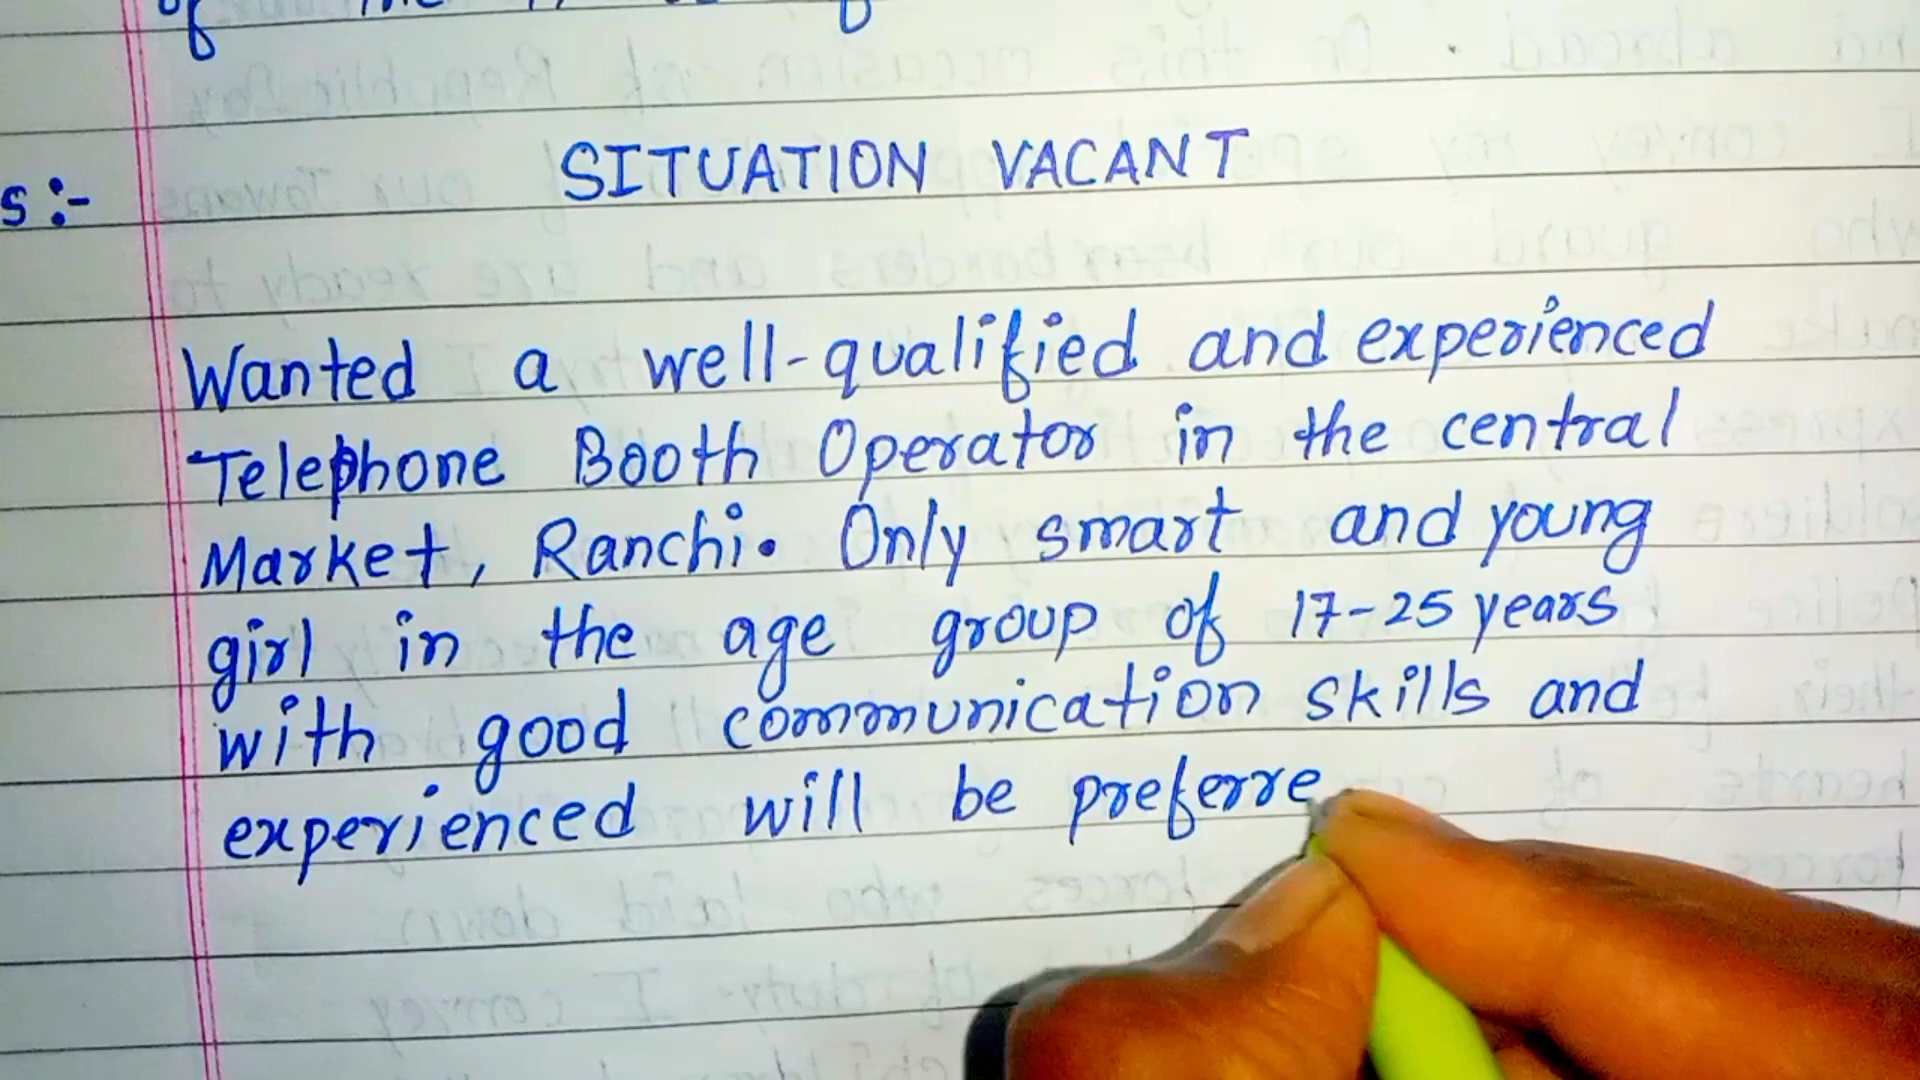 s:-
SITUATION VACANT
Wanted a well-qualified and experienced
Telephone Booth Operator in the central
Market, Ranchi. Only smart and young
girl in the age group of 17-25 years
with good communication skills and
experienced will be preferre